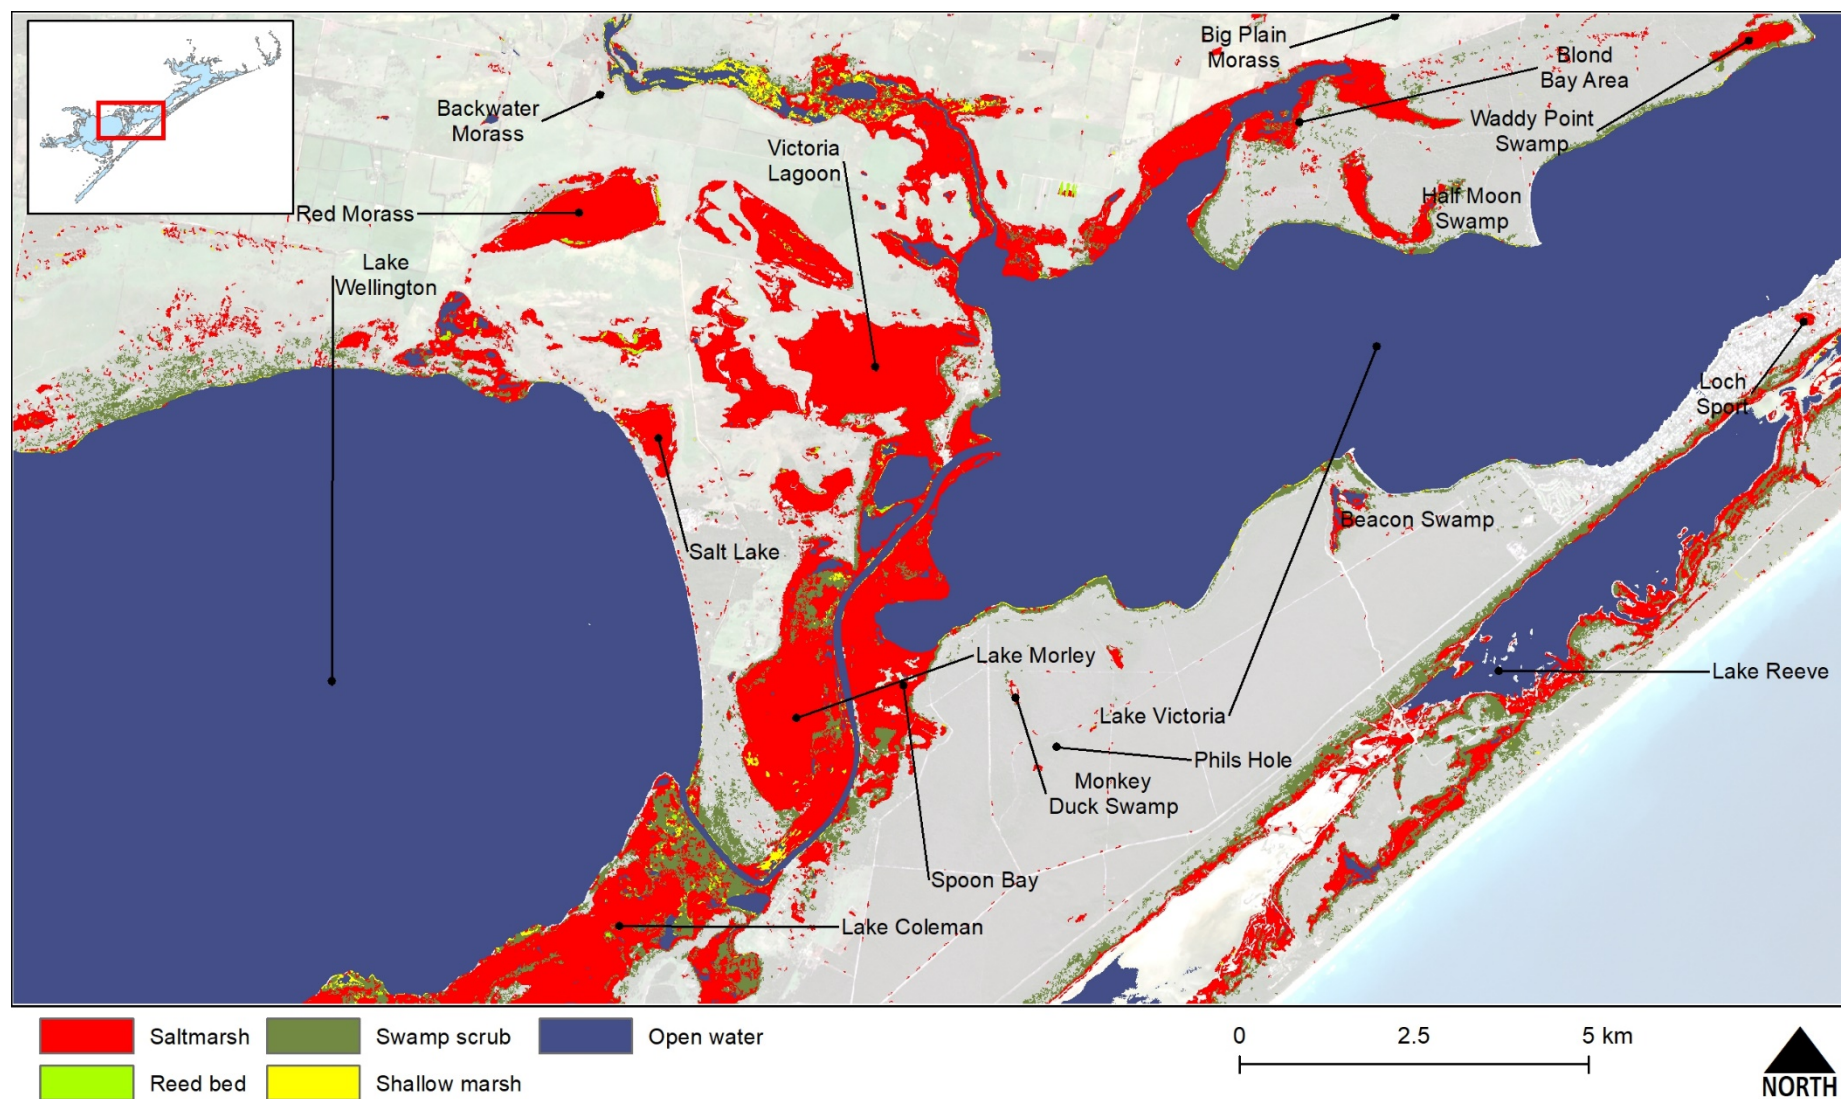 Big Plain
Morass
Blond
Bay Area
Backwater
Morass
Waddy Point
Swamp
Victoria
Lagoon
Red Morass
Half Moon
Swamp
Lake
Wellington
Loch
Sport
Salt Lake
Beacon Swamp
Lake Morley
Lake Reeve
Lake Victoria
Phils Hole
Monkey
Duck Swamp
Spoon Bay
Lake Coleman
Saltmarsh
Swamp scrub
Open water
0 2.5 5 km
Reed bed
Shallow marsh
NORTH